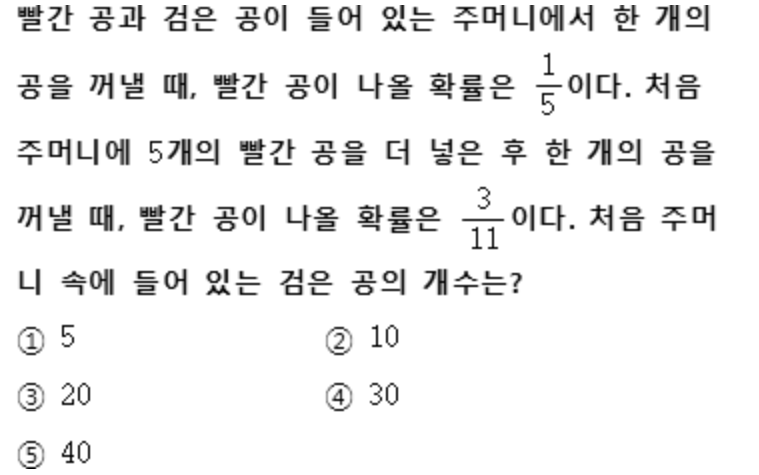 빨간 공과 검은 공이 들어 있는 주머니에서 한 개의
공을 꺼낼 때, 빨간 공이 나올 확률은 1/5이다. 처음
주머니에 5개의 빨간 공을 더 넣은 후 한 개의 공을
꺼낼 때, 빨간 공이 나올 확률은 3/11이다. 처음 주머
니 속에 들어 있는 검은 공의 개수는?
① 5 ② 10
③ 20 ④ 30
⑤ 40